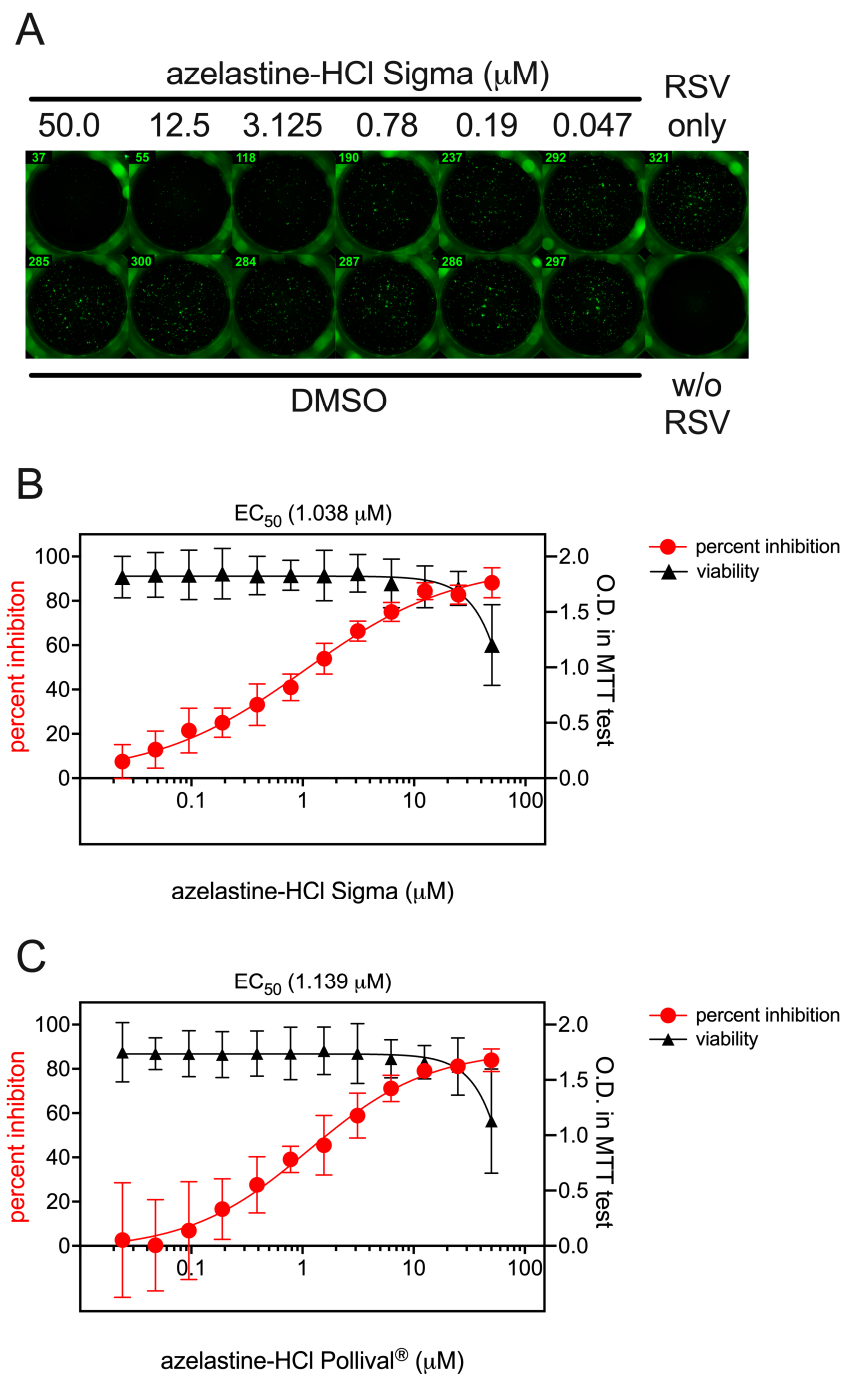 A
azelastine-HCl Sigma (μM)
RSV
only
50.0 12.5 3.125 0.78 0.19 0.047
37 55 118 190 237 292 321
285 300 284 287 286 297
DMSO
w/o
RSV
B
EC50 (1.038 μM)
percent inhibiton
100
80
60
40
20
0
2.0
1.5
1.0
0.5
0.0
O.D. in MTT test
percent inhibition
viability
0.1 1 10 100
azelastine-HCl Sigma (μM)
C
EC50 (1.139 μM)
percent inhibiton
100
80
60
40
20
0
2.0
1.5
1.0
0.5
0.0
O.D. in MTT test
percent inhibition
viability
0.1 1 10 100
azelastine-HCl Pollival® (μM)